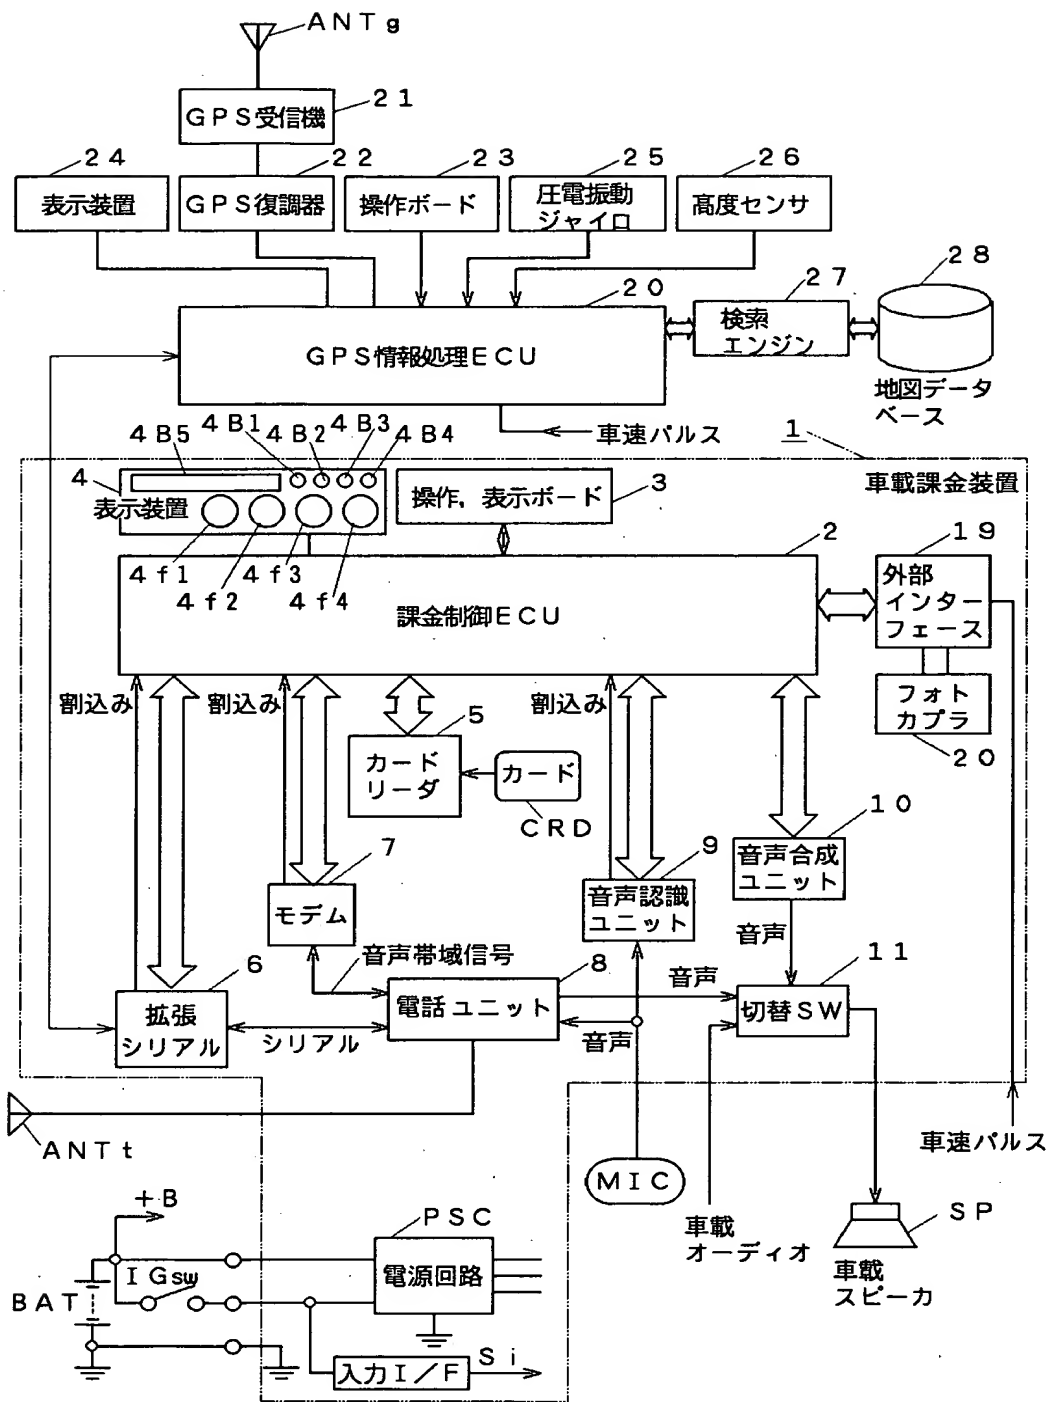 ANTg
21
GPS受信機
24
22
23
25
26
表示装置
GPS復調器
操作ボード
圧電振動
ジャイロ
高度センサ
20
27
28
GPS情報処理ECU
検索
エンジン
地図データ
ベース
車速パルス
4B5
4B1
4B2
4B3
4B4
1
車載課金装置
4
表示装置
操作，表示ボード
3
4f1
4f2
4f3
4f4
2
課金制御ECU
19
外部
インター
フェース
フォト
カプラ
20
割込み
割込み
割込み
5
カード
リーダ
カード
CRD
7
モデム
9
音声認識
ユニット
10
音声合成
ユニット
音声
音声帯域信号
6
拡張
シリアル
シリアル
8
電話ユニット
音声
音声
11
切替SW
ANTt
MIC
車載
オーディオ
車速パルス
SP
車載
スピーカ
+B
IGsw
BAT
PSC
電源回路
入力I／F
Si